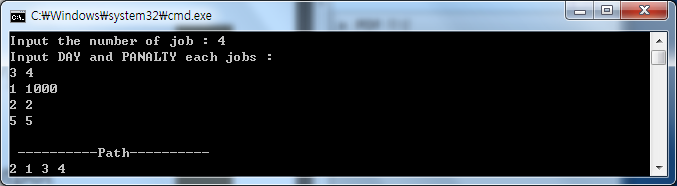 C:₩Windows₩system32₩cmd.exe
Input the number of job : 4
Input DAY and PANALTY each jobs :
3 4
1 1000
2 2
5 5
----------Path----------
2 1 3 4